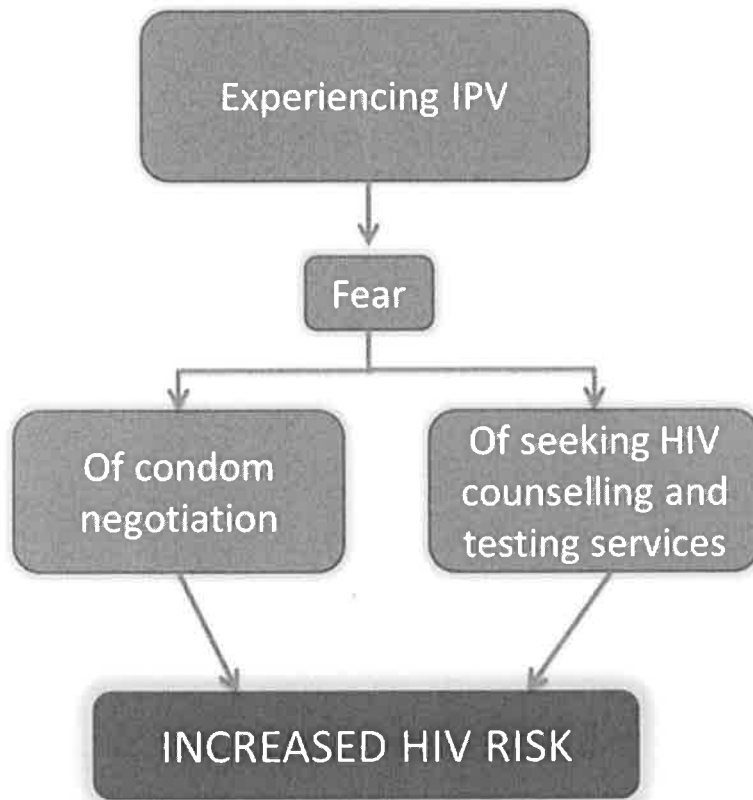 Experiencing IPV
Fear
Of condom
negotiation
Of seeking HIV
counselling and
testing services
INCREASED HIV RISK